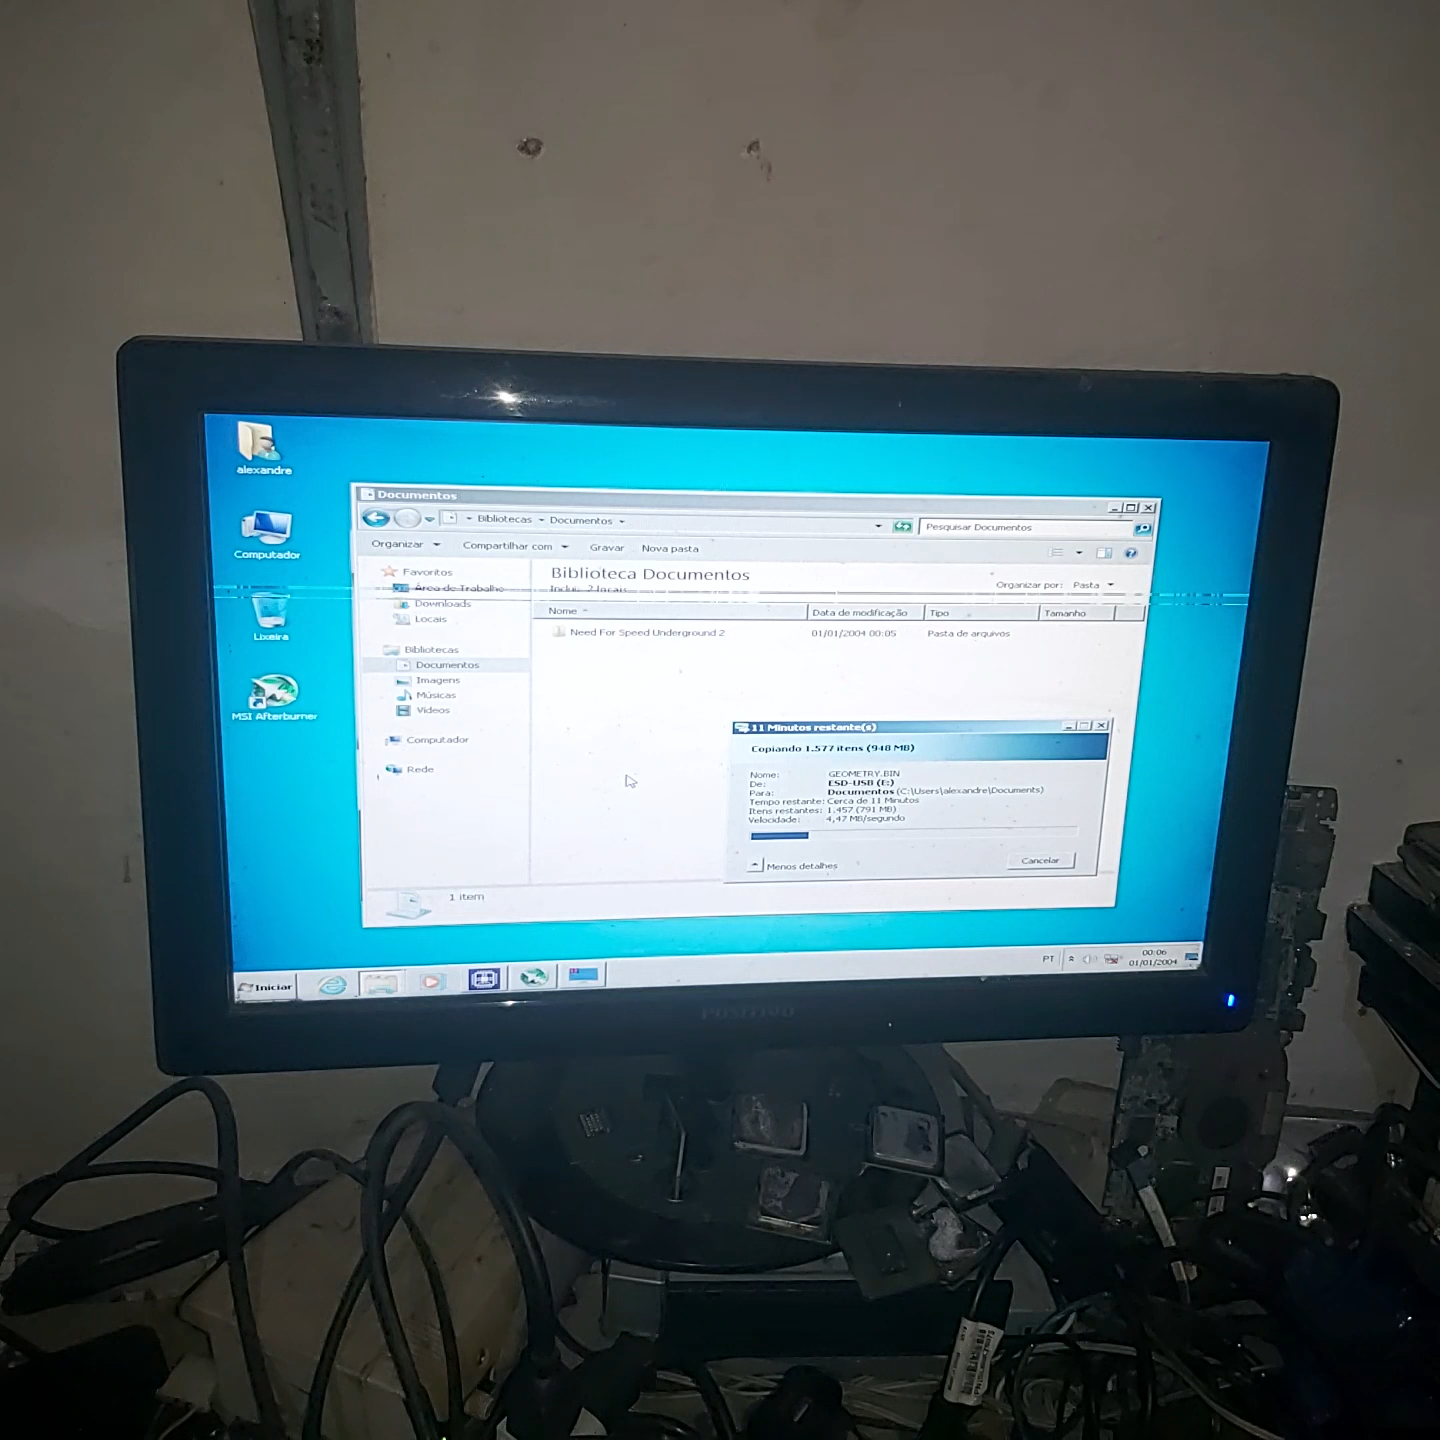 alexandre
Computador
Lixeira
MSI Afterburner
Documentos
Bibliotecas
Documentos
Pesquisar Documentos
Organizar
Compartilhar com
Gravar
Nova pasta
Favoritos
Área de Trabalho
Downloads
Locais
Bibliotecas
Documentos
Imagens
Músicas
Vídeos
Computador
Rede
Biblioteca Documentos
Inclui: 2 locais
Organizar por: Pasta
Nome
Data de modificação
Tipo
Tamanho
Need For Speed Underground 2
01/01/2004 00:05
Pasta de arquivos
11 Minutos restante(s)
Copiando 1.577 itens (948 MB)
Nome: GEOMETRY.BIN
De: ESD-USB (E:)
Para: Documentos (C:\Users\alexandre\Documents)
Tempo restante: Cerca de 11 Minutos
Itens restantes: 1.457 (791 MB)
Velocidade: 4,47 MB/segundo
Menos detalhes
Cancelar
1 item
Iniciar
PT
00:06
01/01/2004
POSITIVO